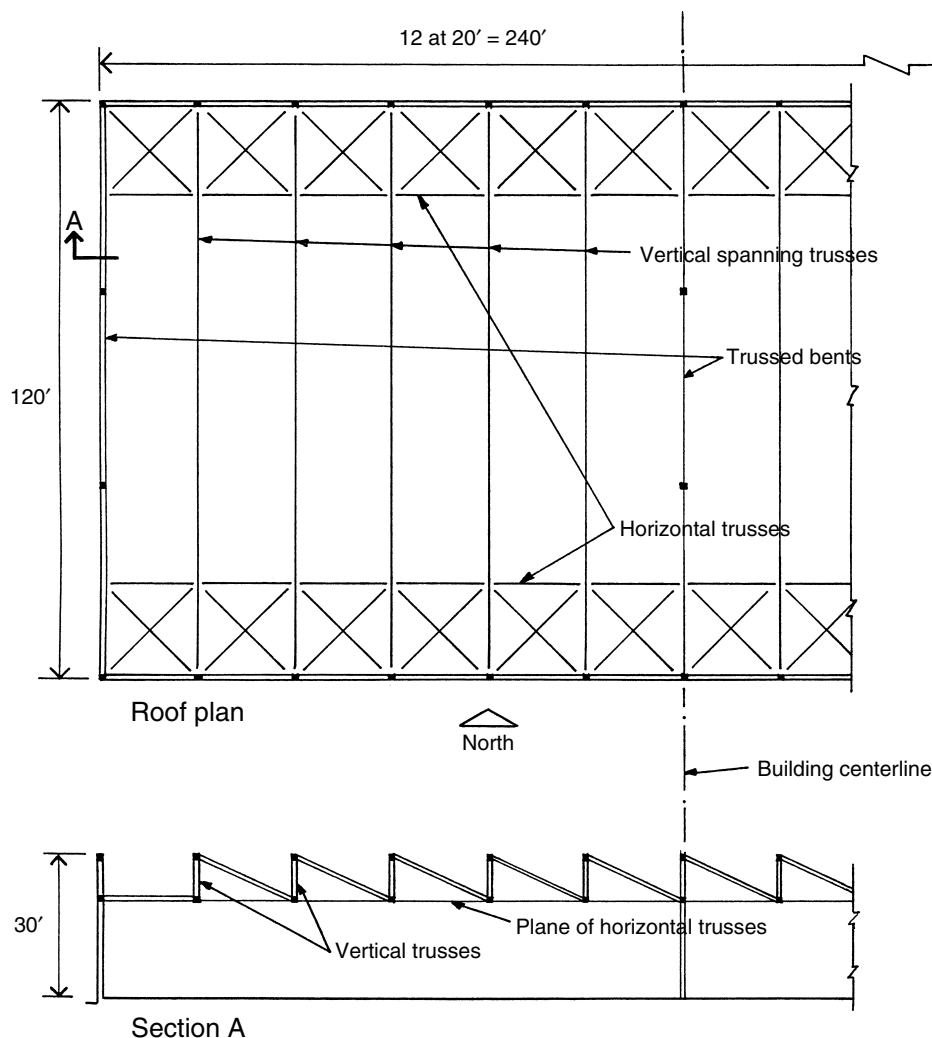 12 at 20′ = 240′
A
Vertical spanning trusses
Trussed bents
120′
Horizontal trusses
Roof plan
North
Building centerline
30′
Plane of horizontal trusses
Vertical trusses
Section A